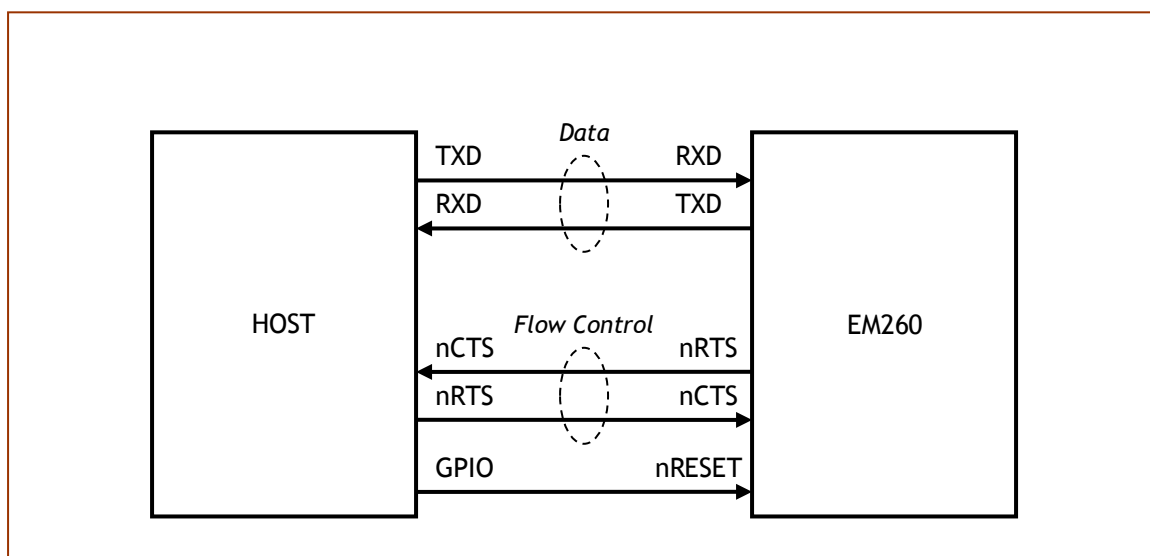 Data
TXD RXD
RXD TXD
HOST
Flow Control
EM260
nCTS nRTS
nRTS nCTS
GPIO nRESET